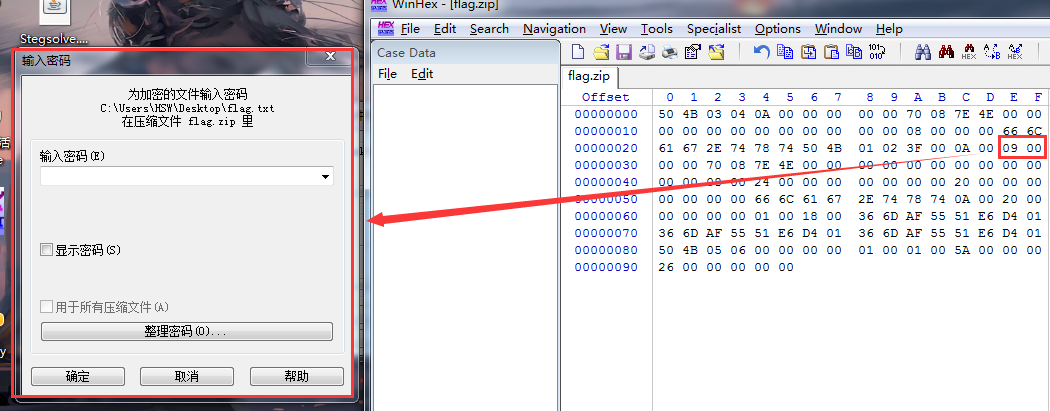 Stegsolve....
输入密码
为加密的文件输入密码
C:\Users\HSW\Desktop\flag.txt
在压缩文件 flag.zip 里
输入密码(E)
显示密码(S)
用于所有压缩文件(A)
整理密码(O)...
确定 取消 帮助
WinHex - [flag.zip]
File Edit Search Navigation View Tools Specialist Options Window Help
Case Data
File Edit
flag.zip
Offset 0 1 2 3 4 5 6 7 8 9 A B C D E F
00000000 50 4B 03 04 0A 00 00 00 00 00 70 08 7E 4E 00 00
00000010 00 00 00 00 00 00 00 00 00 00 08 00 00 00 66 6C
00000020 61 67 2E 74 78 74 50 4B 01 02 3F 00 0A 00 09 00
00000030 00 00 70 08 7E 4E 00 00 00 00 00 00 00 00 00 00
00000040 00 00 08 00 24 00 00 00 00 00 00 00 20 00 00 00
00000050 00 00 00 00 66 6C 61 67 2E 74 78 74 0A 00 20 00
00000060 00 00 00 00 01 00 18 00 36 6D AF 55 51 E6 D4 01
00000070 36 6D AF 55 51 E6 D4 01 36 6D AF 55 51 E6 D4 01
00000080 50 4B 05 06 00 00 00 00 01 00 01 00 5A 00 00 00
00000090 26 00 00 00 00 00